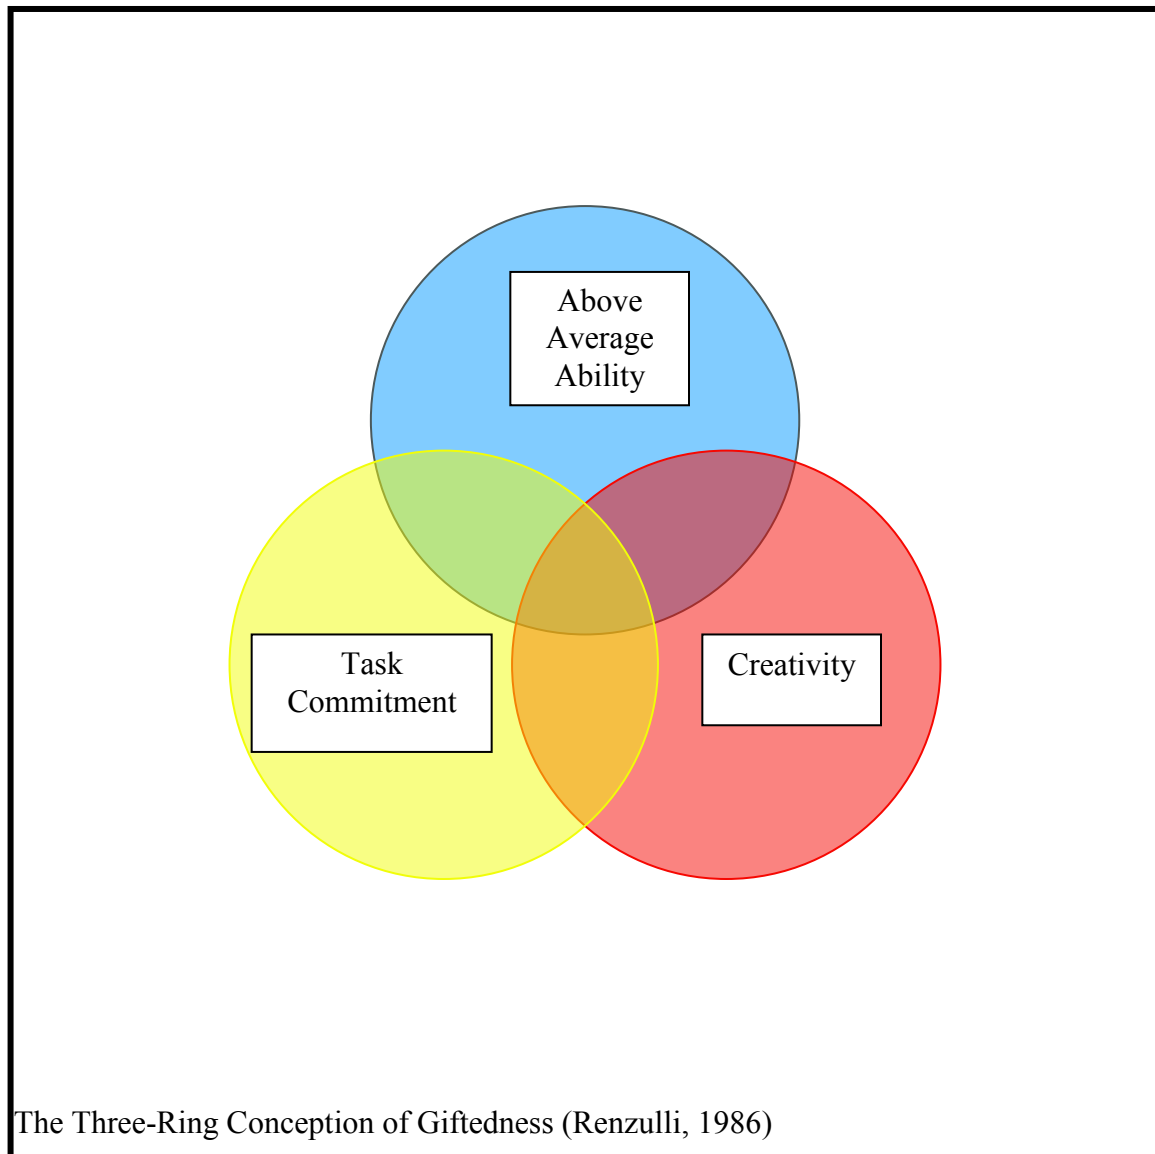 Above
Average
Ability
Task
Commitment
Creativity
The Three-Ring Conception of Giftedness (Renzulli, 1986)